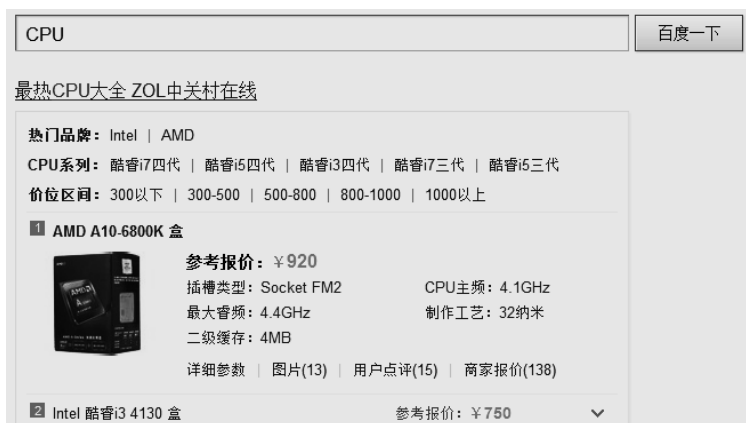 CPU 百度一下
最热CPU大全 ZOL中关村在线
热门品牌：Intel | AMD
CPU系列：酷睿i7四代 | 酷睿i5四代 | 酷睿i3四代 | 酷睿i7三代 | 酷睿i5三代
价位区间：300以下 | 300-500 | 500-800 | 800-1000 | 1000以上
1 AMD A10-6800K 盒
参考报价：￥920
插槽类型：Socket FM2 CPU主频：4.1GHz
最大睿频：4.4GHz 制作工艺：32纳米
二级缓存：4MB
详细参数 | 图片(13) | 用户点评(15) | 商家报价(138)
2 Intel 酷睿i3 4130 盒 参考报价：￥750